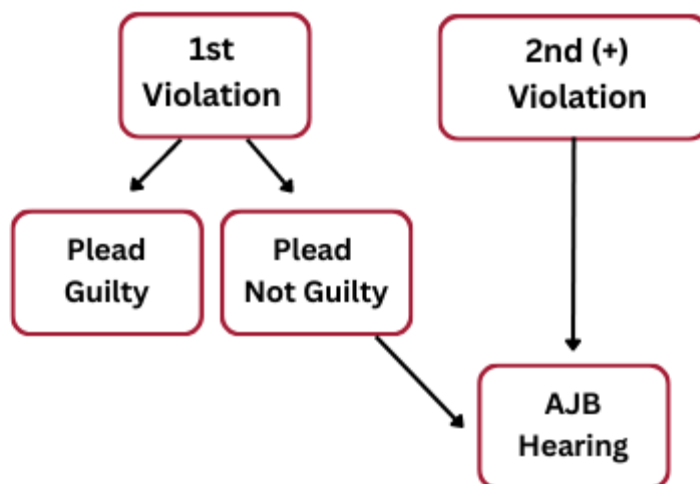 1st
Violation
2nd (+)
Violation
Plead
Guilty
Plead
Not Guilty
AJB
Hearing